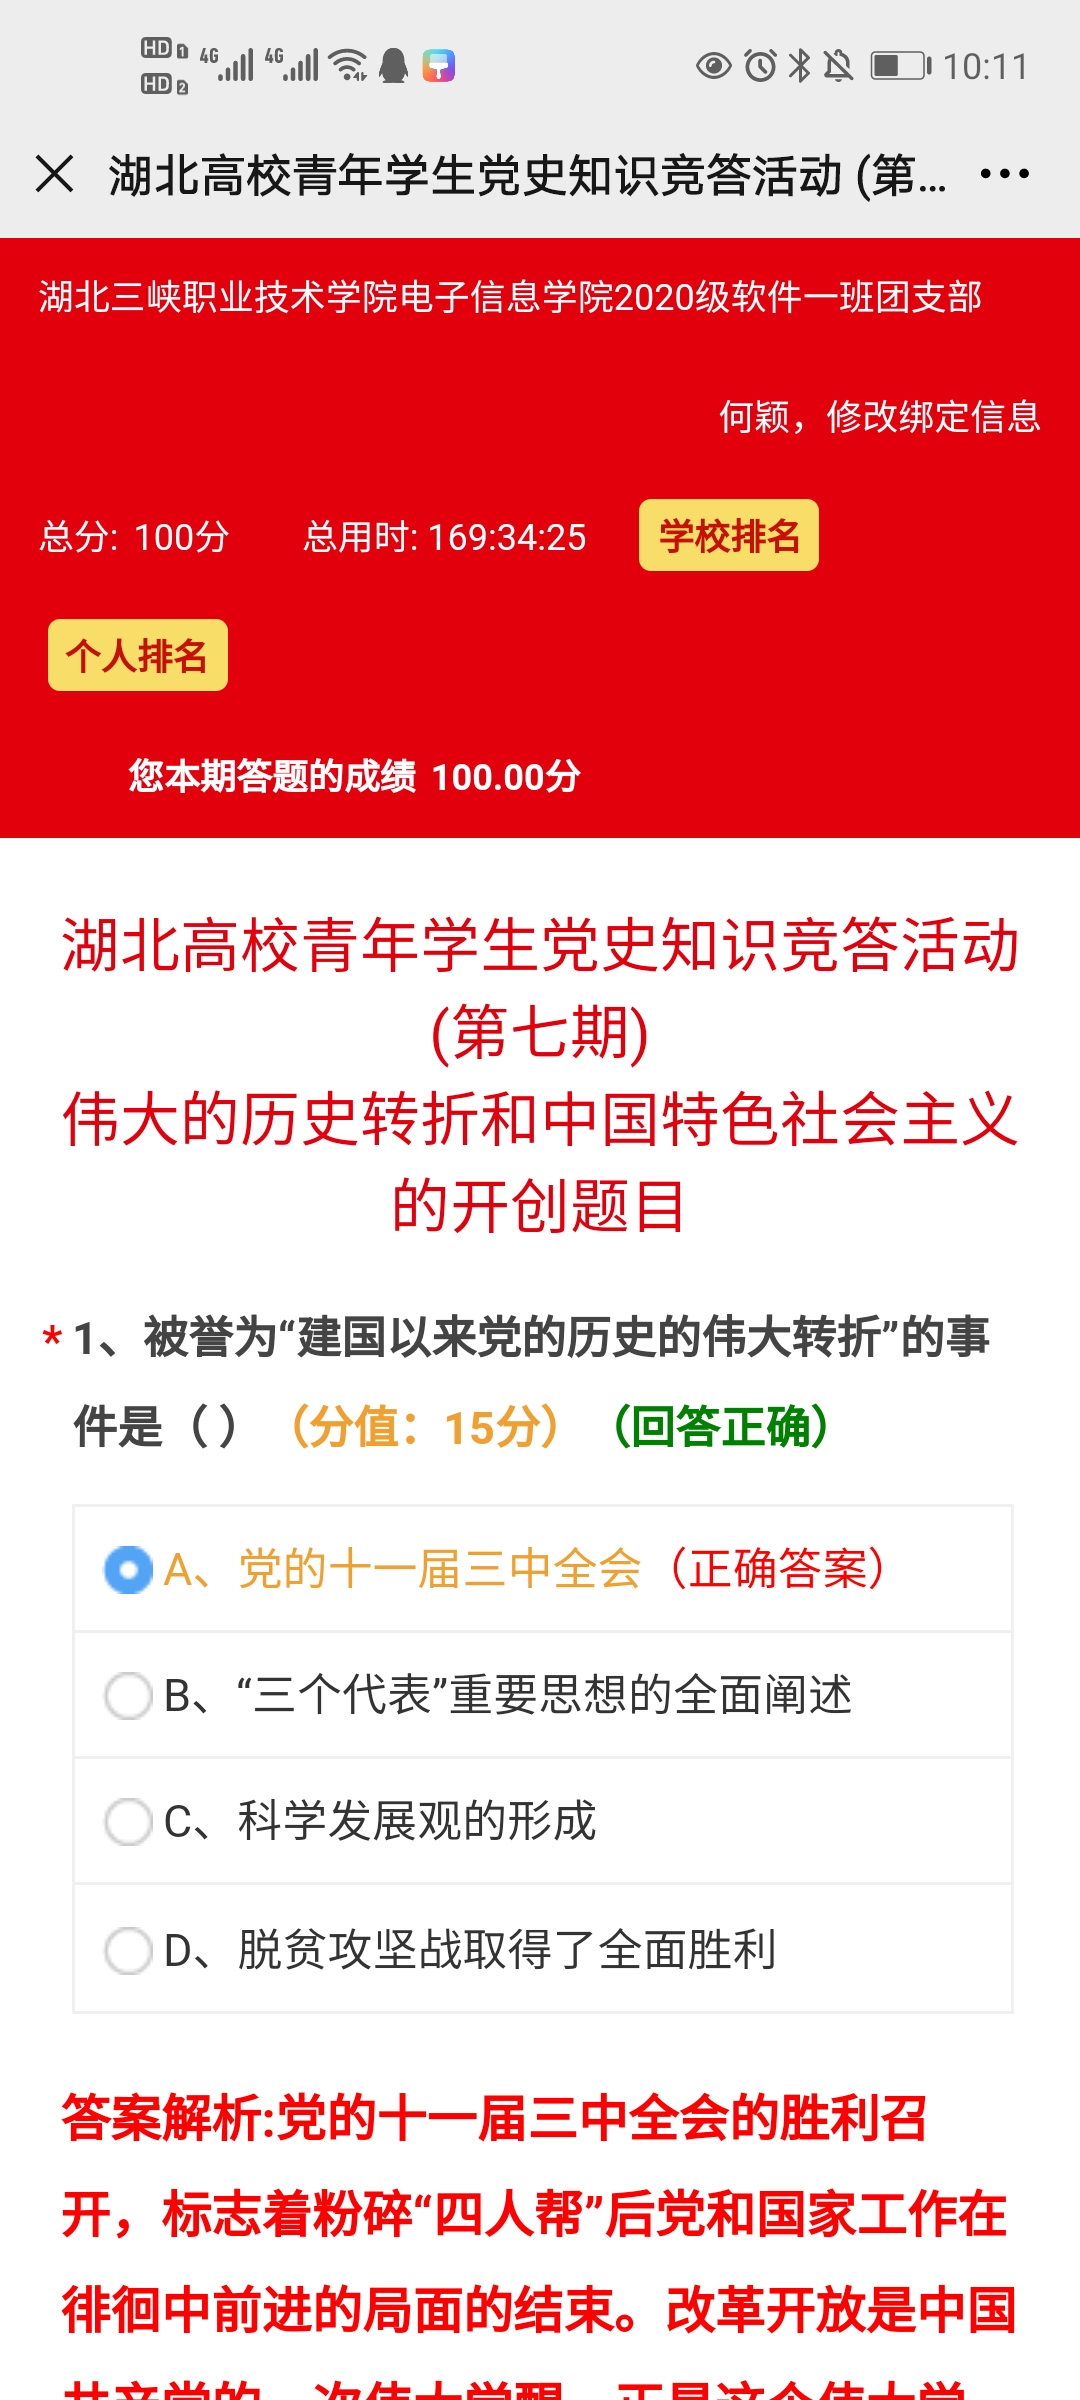 HD 1 4G 4G 10:11
HD 2
湖北高校青年学生党史知识竞答活动 (第...
湖北三峡职业技术学院电子信息学院2020级软件一班团支部
何颖，修改绑定信息
总分: 100分 总用时: 169:34:25 学校排名
个人排名
您本期答题的成绩 100.00分
湖北高校青年学生党史知识竞答活动
(第七期)
伟大的历史转折和中国特色社会主义
的开创题目
* 1、被誉为“建国以来党的历史的伟大转折”的事
件是（ ）（分值：15分）（回答正确）
A、党的十一届三中全会（正确答案）
B、“三个代表”重要思想的全面阐述
C、科学发展观的形成
D、脱贫攻坚战取得了全面胜利
答案解析:党的十一届三中全会的胜利召
开，标志着粉碎“四人帮”后党和国家工作在
徘徊中前进的局面的结束。改革开放是中国